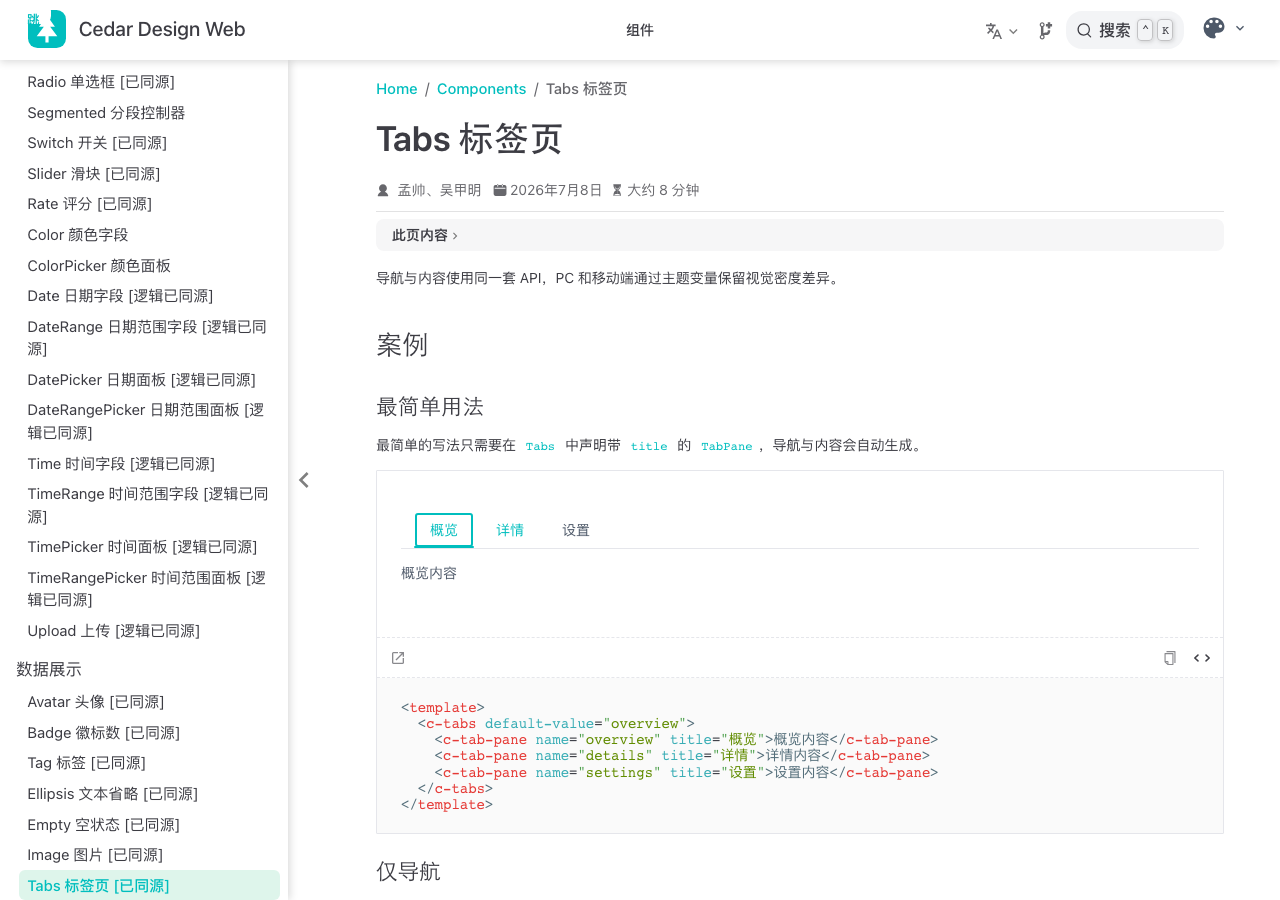 跳
Cedar Design Web
组件
搜索 ^ K
Radio 单选框 [已同源]
Segmented 分段控制器
Switch 开关 [已同源]
Slider 滑块 [已同源]
Rate 评分 [已同源]
Color 颜色字段
ColorPicker 颜色面板
Date 日期字段 [逻辑已同源]
DateRange 日期范围字段 [逻辑已同
源]
DatePicker 日期面板 [逻辑已同源]
DateRangePicker 日期范围面板 [逻
辑已同源]
Time 时间字段 [逻辑已同源]
TimeRange 时间范围字段 [逻辑已同
源]
TimePicker 时间面板 [逻辑已同源]
TimeRangePicker 时间范围面板 [逻
辑已同源]
Upload 上传 [逻辑已同源]
数据展示
Avatar 头像 [已同源]
Badge 徽标数 [已同源]
Tag 标签 [已同源]
Ellipsis 文本省略 [已同源]
Empty 空状态 [已同源]
Image 图片 [已同源]
Tabs 标签页 [已同源]
Home / Components / Tabs 标签页
Tabs 标签页
孟帅、吴甲明 2026年7月8日 大约 8 分钟
此页内容
导航与内容使用同一套 API，PC 和移动端通过主题变量保留视觉密度差异。
案例
最简单用法
最简单的写法只需要在 Tabs 中声明带 title 的 TabPane ，导航与内容会自动生成。
概览 详情 设置
概览内容
<template>
  <c-tabs default-value="overview">
    <c-tab-pane name="overview" title="概览">概览内容</c-tab-pane>
    <c-tab-pane name="details" title="详情">详情内容</c-tab-pane>
    <c-tab-pane name="settings" title="设置">设置内容</c-tab-pane>
  </c-tabs>
</template>
仅导航